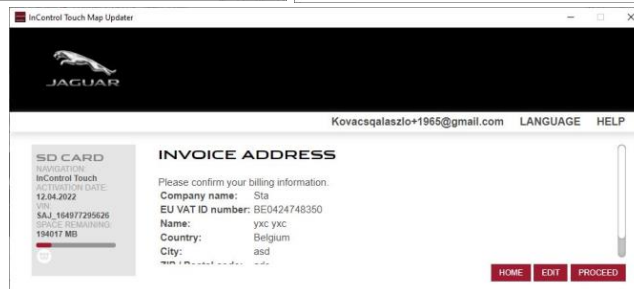 InControl Touch Map Updater
JAGUAR
Kovacsqalaszlo+1965@gmail.com LANGUAGE HELP
SD CARD
NAVIGATION:
InControl Touch
ACTIVATION DATE:
12.04.2022
VIN:
SAJ_164977295626
SPACE REMAINING:
194017 MB
INVOICE ADDRESS
Please confirm your billing information.
Company name: Sta
EU VAT ID number: BE0424748350
Name: yxc yxc
Country: Belgium
City: asd
HOME EDIT PROCEED